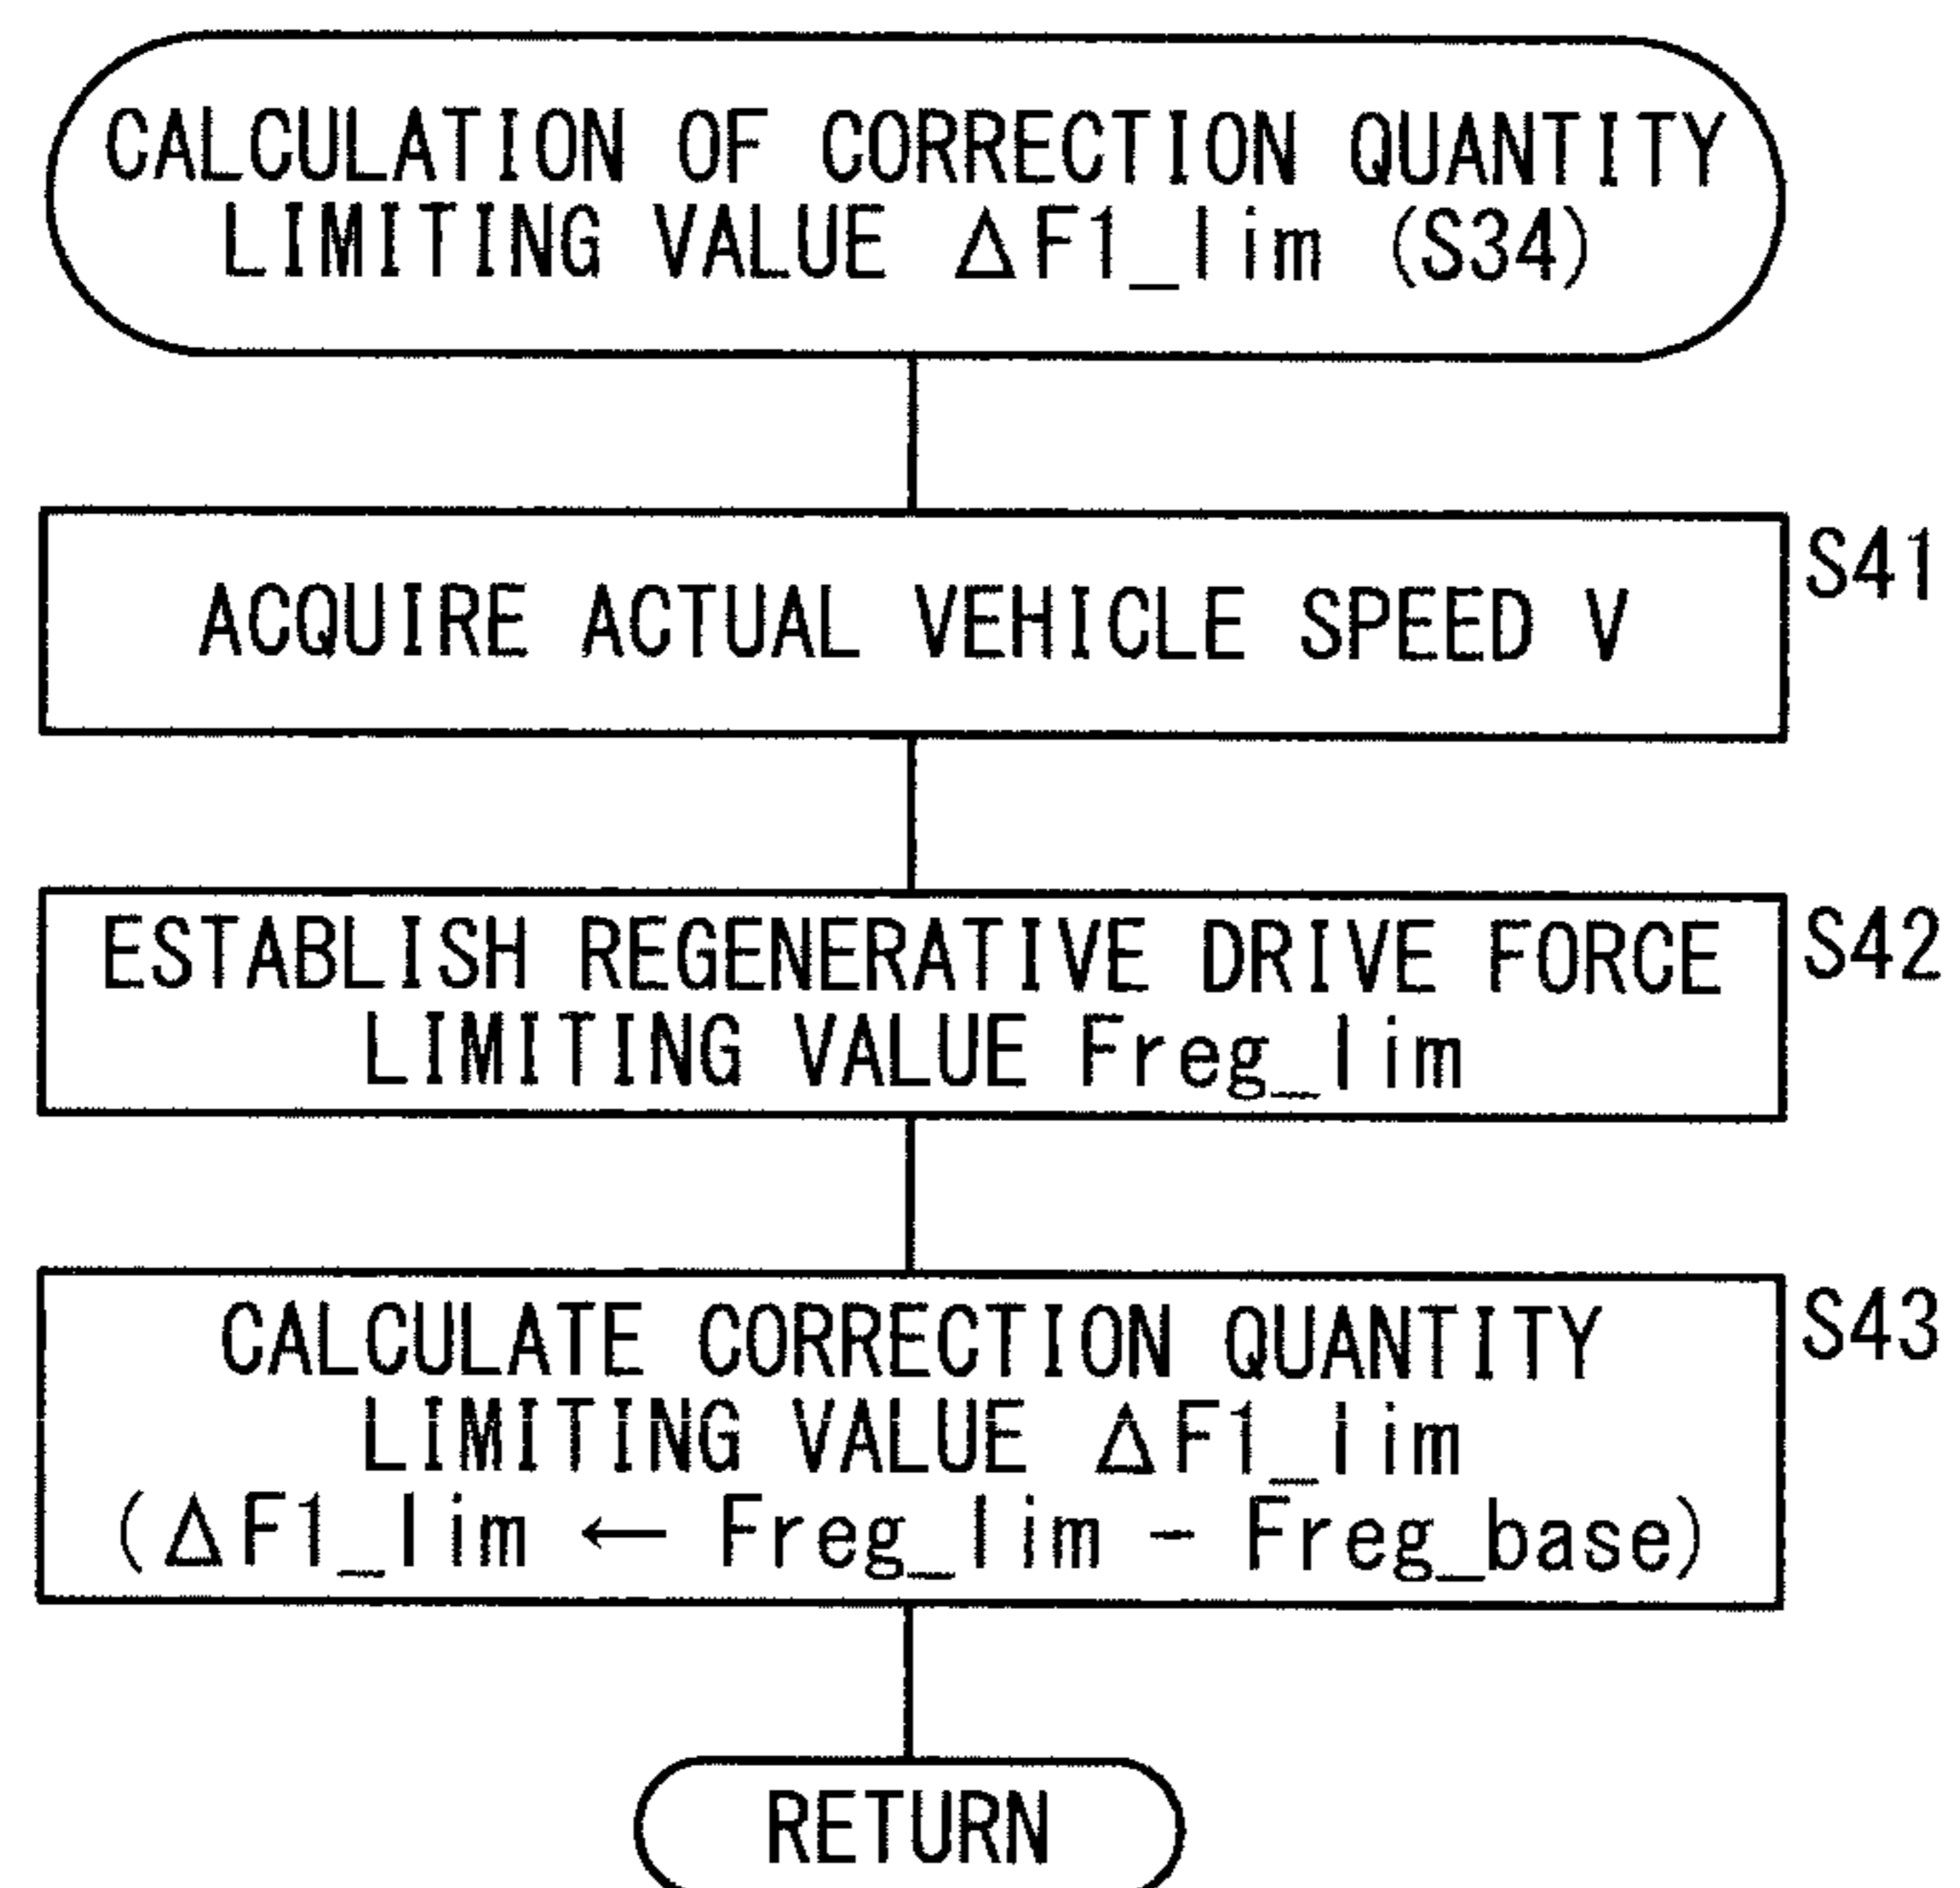 CALCULATION OF CORRECTION QUANTITY
LIMITING VALUE ΔF1_lim (S34)
S41
ACQUIRE ACTUAL VEHICLE SPEED V
S42
ESTABLISH REGENERATIVE DRIVE FORCE
LIMITING VALUE Freg_lim
S43
CALCULATE CORRECTION QUANTITY
LIMITING VALUE ΔF1_lim
(ΔF1_lim ← Freg_lim - Freg_base)
RETURN